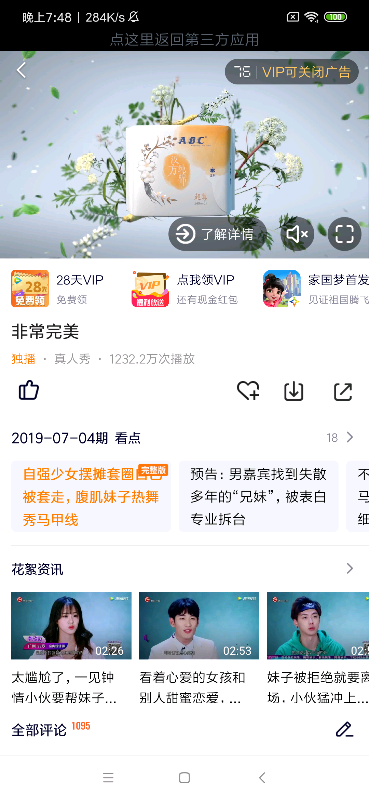 晚上7:48 | 284K/s
100
点这里返回第三方应用
76 | VIP可关闭广告
ABC
了解详情
28天VIP
免费领
点我领VIP
还有现金红包
家国梦首发
见证祖国腾飞
28天
免费领
VIP
福利放送
非常完美
独播 · 真人秀 · 1232.2万次播放
2019-07-04期 看点
18
自强少女摆摊套圈自己
完整版
被套走，腹肌妹子热舞
秀马甲线
预告：男嘉宾找到失散
多年的“兄妹”，被表白
专业拆台
花絮资讯
02:26
02:53
太尴尬了，一见钟
情小伙要帮妹子...
看着心爱的女孩和
别人甜蜜恋爱，...
妹子被拒绝就要离
场，小伙猛冲上...
全部评论 1095